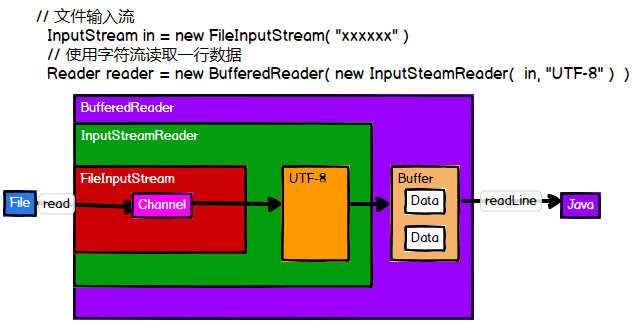 // 文件输入流
InputStream in = new FileInputStream( "xxxxxx" )
// 使用字符流读取一行数据
Reader reader = new BufferedReader( new InputSteamReader( in, "UTF-8" ) )
BufferedReader
InputStreamReader
FileInputStream
UTF-8
Buffer
File
read
Channel
Data
readLine
Java
Data